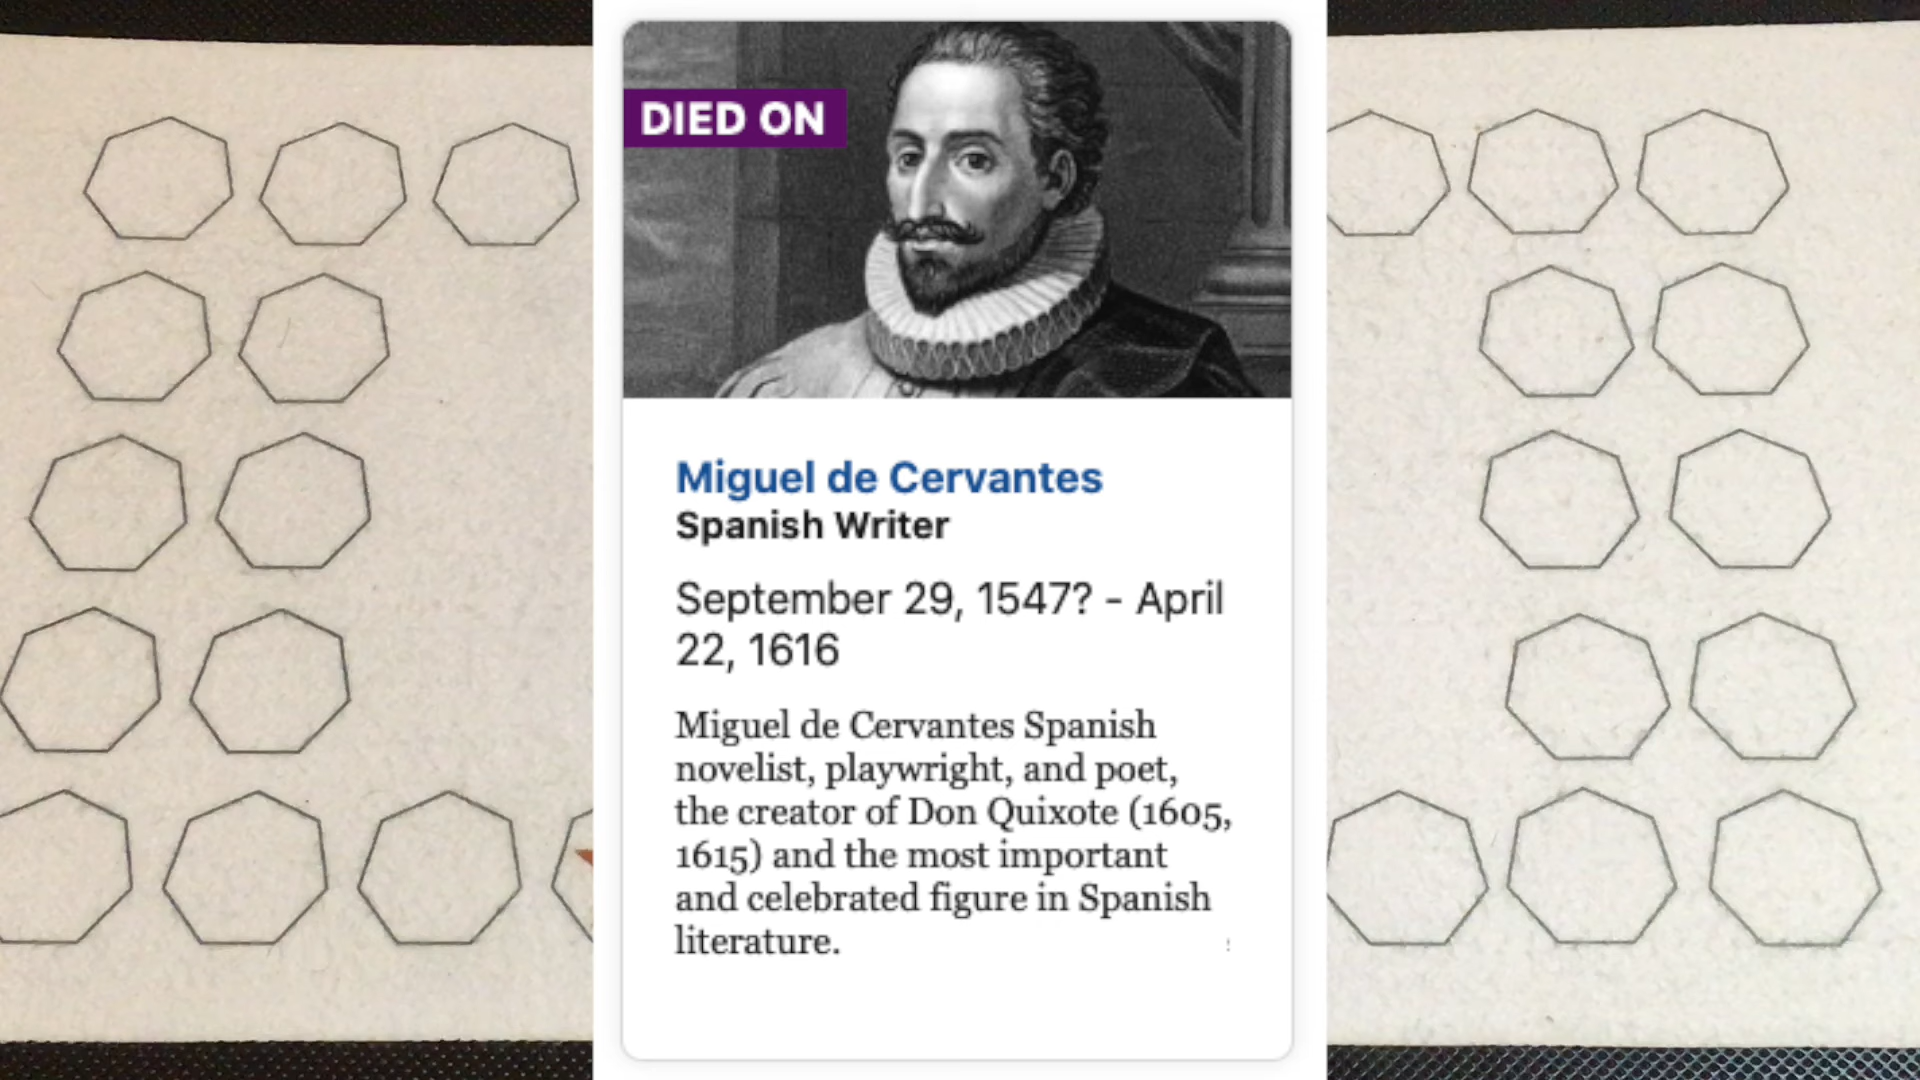 DIED ON
Miguel de Cervantes
Spanish Writer
September 29, 1547? - April
22, 1616
Miguel de Cervantes Spanish
novelist, playwright, and poet,
the creator of Don Quixote (1605,
1615) and the most important
and celebrated figure in Spanish
literature.